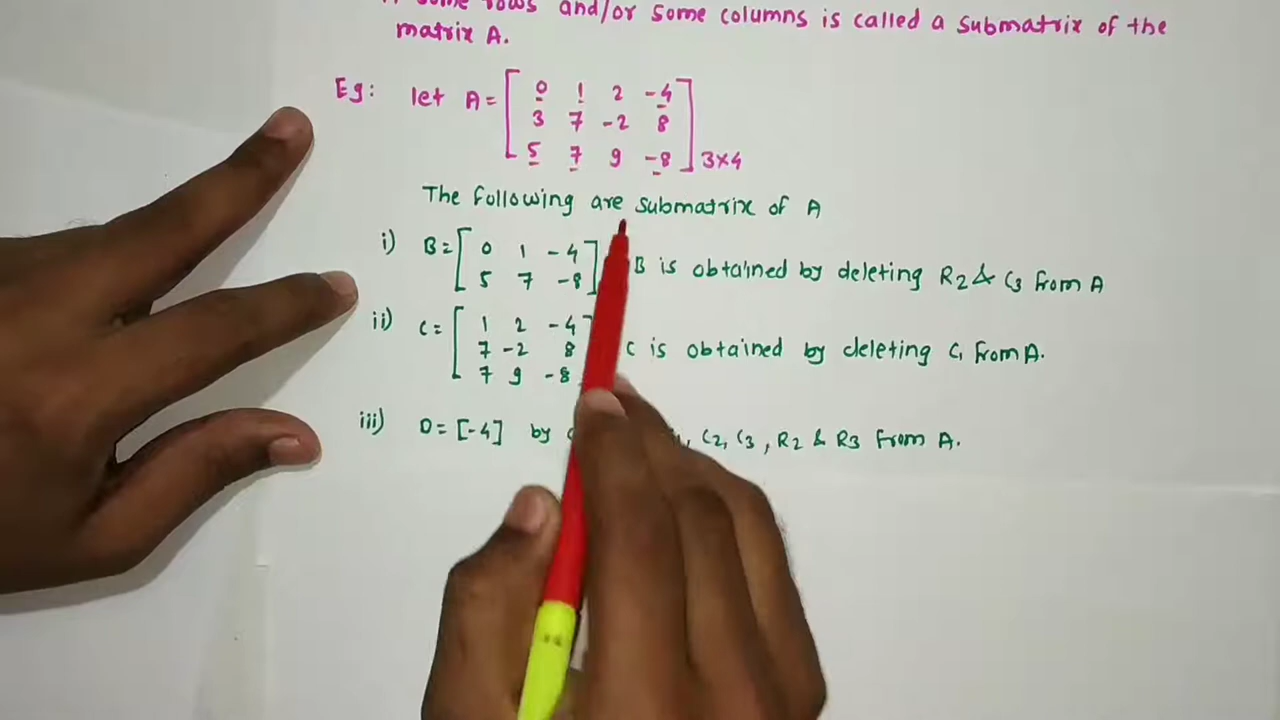 some rows and/or some columns is called a submatrix of the
matrix A.
Eg: let A = [ 0 1 2 -4
3 7 -2 8
5 7 9 -8 ] 3×4
The following are submatrix of A
i) B = [ 0 1 -4
5 7 -8 ] B is obtained by deleting R2 & C3 from A
ii) C = [ 1 2 -4
7 -2 8
7 9 -8 C is obtained by deleting C1 from A.
iii) D = [-4] by C2, C3, R2 & R3 from A.